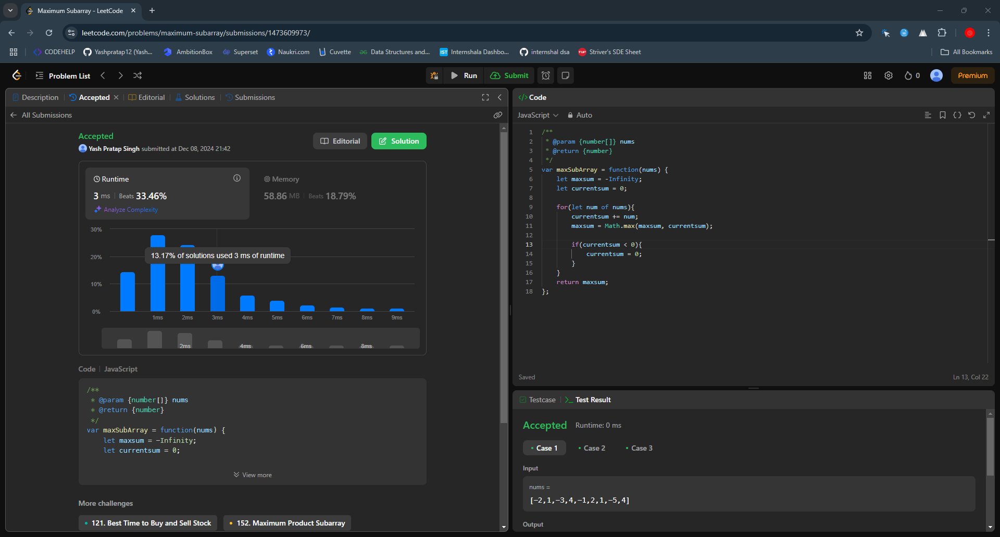 Maximum Subarray - LeetCode
leetcode.com/problems/maximum-subarray/submissions/1473609973/
CODEHELP
Yashpratap12 (Yash...
AmbitionBox
Superset
Naukri.com
Cuvette
Data Structures and...
IST
Internshala Dashbo...
internshal dsa
TUF
Striver's SDE Sheet
All Bookmarks
Problem List
Run
Submit
0
Premium
Description
Accepted
Editorial
Solutions
Submissions
All Submissions
Accepted
Yash Pratap Singh submitted at Dec 08, 2024 21:42
Editorial
Solution
Runtime
3 ms | Beats 33.46%
Analyze Complexity
Memory
58.86 MB | Beats 18.79%
30%
20%
10%
0%
13.17% of solutions used 3 ms of runtime
1ms 2ms 3ms 4ms 5ms 6ms 7ms 8ms 9ms
2ms 4ms 6ms 8ms
Code | JavaScript
/**
 * @param {number[]} nums
 * @return {number}
 */
var maxSubArray = function(nums) {
    let maxsum = -Infinity;
    let currentsum = 0;
View more
More challenges
121. Best Time to Buy and Sell Stock
152. Maximum Product Subarray
</> Code
JavaScript
Auto
1 /**
2  * @param {number[]} nums
3  * @return {number}
4  */
5 var maxSubArray = function(nums) {
6     let maxsum = -Infinity;
7     let currentsum = 0;
8
9     for(let num of nums){
10         currentsum += num;
11         maxsum = Math.max(maxsum, currentsum);
12
13         if(currentsum < 0){
14             currentsum = 0;
15         }
16     }
17     return maxsum;
18 };
Saved
Ln 13, Col 22
Testcase
>_ Test Result
Accepted
Runtime: 0 ms
Case 1
Case 2
Case 3
Input
nums =
[-2,1,-3,4,-1,2,1,-5,4]
Output